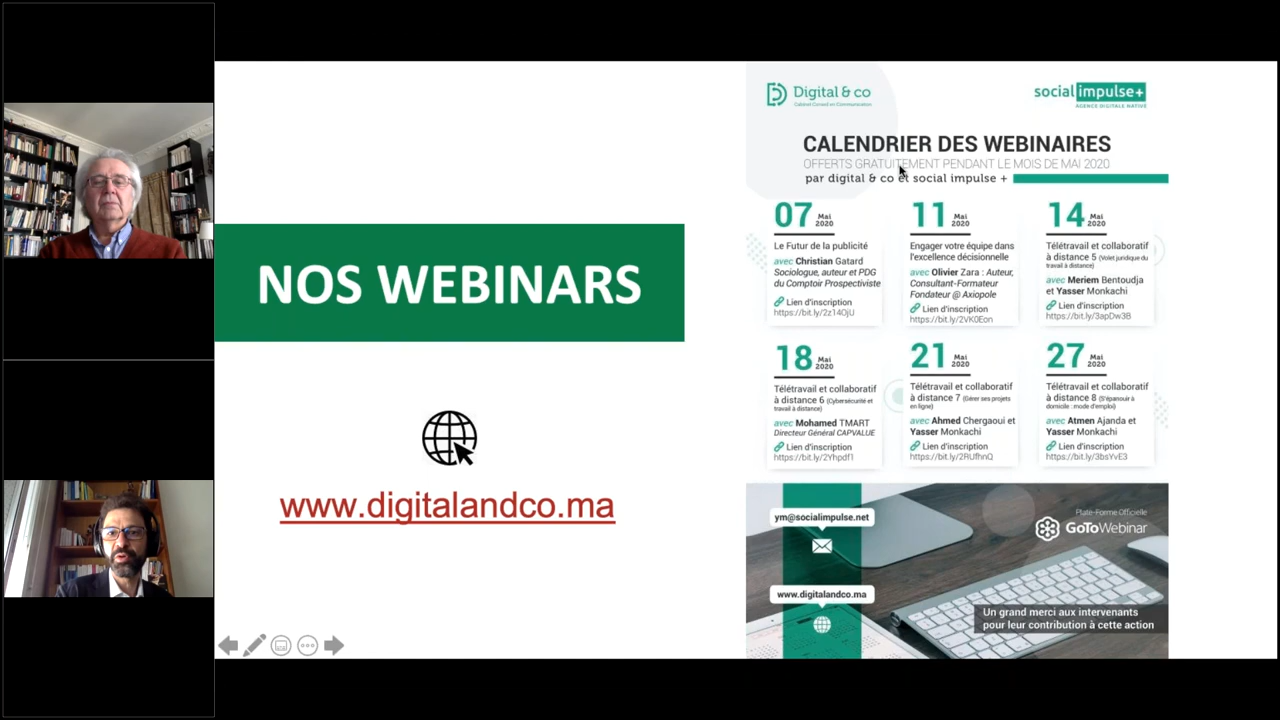 NOS WEBINARS
www.digitalandco.ma
Digital & co
Cabinet Conseil en Communication
social impulse+
AGENCE DIGITALE NATIVE
CALENDRIER DES WEBINAIRES
OFFERTS GRATUITEMENT PENDANT LE MOIS DE MAI 2020
par digital & co et social impulse +
07 Mai 2020
Le Futur de la publicité
avec Christian Gatard
Sociologue, auteur et PDG
du Comptoir Prospectiviste
Lien d'inscription
https://bit.ly/2z14OjU
11 Mai 2020
Engager votre équipe dans
l'excellence décisionnelle
avec Olivier Zara : Auteur,
Consultant-Formateur
Fondateur @ Axiopole
Lien d'inscription
https://bit.ly/2VK0Eon
14 Mai 2020
Télétravail et collaboratif
à distance 5 (Volet juridique du
travail à distance)
avec Meriem Bentoudja
et Yasser Monkachi
Lien d'inscription
https://bit.ly/3apDw3B
18 Mai 2020
Télétravail et collaboratif
à distance 6 (Cybersécurité et
travail à distance)
avec Mohamed TMART
Directeur Général CAPVALUE
Lien d'inscription
https://bit.ly/2Yhpdf1
21 Mai 2020
Télétravail et collaboratif
à distance 7 (Gérer ses projets
en ligne)
avec Ahmed Chergaoui et
Yasser Monkachi
Lien d'inscription
https://bit.ly/2RUfhnQ
27 Mai 2020
Télétravail et collaboratif
à distance 8 (S'épanouir à
domicile : mode d'emploi)
avec Atmen Ajanda et
Yasser Monkachi
Lien d'inscription
https://bit.ly/3bsYvE3
ym@socialimpulse.net
www.digitalandco.ma
Plate-Forme Officielle
GoToWebinar
Un grand merci aux intervenants
pour leur contribution à cette action